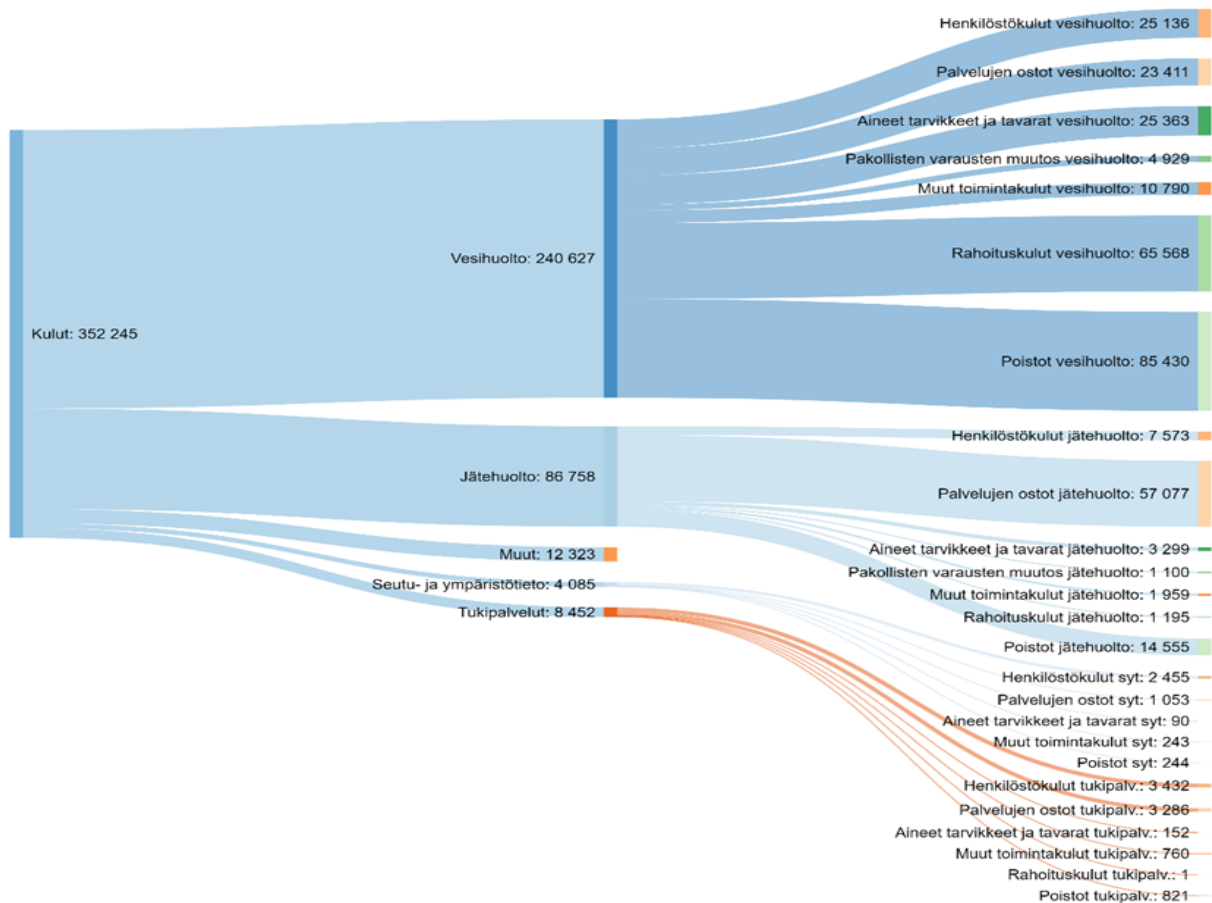 Kulut: 352 245
Vesihuolto: 240 627
Jätehuolto: 86 758
Muut: 12 323
Seutu- ja ympäristötieto: 4 085
Tukipalvelut: 8 452
Henkilöstökulut vesihuolto: 25 136
Palvelujen ostot vesihuolto: 23 411
Aineet tarvikkeet ja tavarat vesihuolto: 25 363
Pakollisten varausten muutos vesihuolto: 4 929
Muut toimintakulut vesihuolto: 10 790
Rahoituskulut vesihuolto: 65 568
Poistot vesihuolto: 85 430
Henkilöstökulut jätehuolto: 7 573
Palvelujen ostot jätehuolto: 57 077
Aineet tarvikkeet ja tavarat jätehuolto: 3 299
Pakollisten varausten muutos jätehuolto: 1 100
Muut toimintakulut jätehuolto: 1 959
Rahoituskulut jätehuolto: 1 195
Poistot jätehuolto: 14 555
Henkilöstökulut syt: 2 455
Palvelujen ostot syt: 1 053
Aineet tarvikkeet ja tavarat syt: 90
Muut toimintakulut syt: 243
Poistot syt: 244
Henkilöstökulut tukipalv.: 3 432
Palvelujen ostot tukipalv.: 3 286
Aineet tarvikkeet ja tavarat tukipalv.: 152
Muut toimintakulut tukipalv.: 760
Rahoituskulut tukipalv.: 1
Poistot tukipalv.: 821